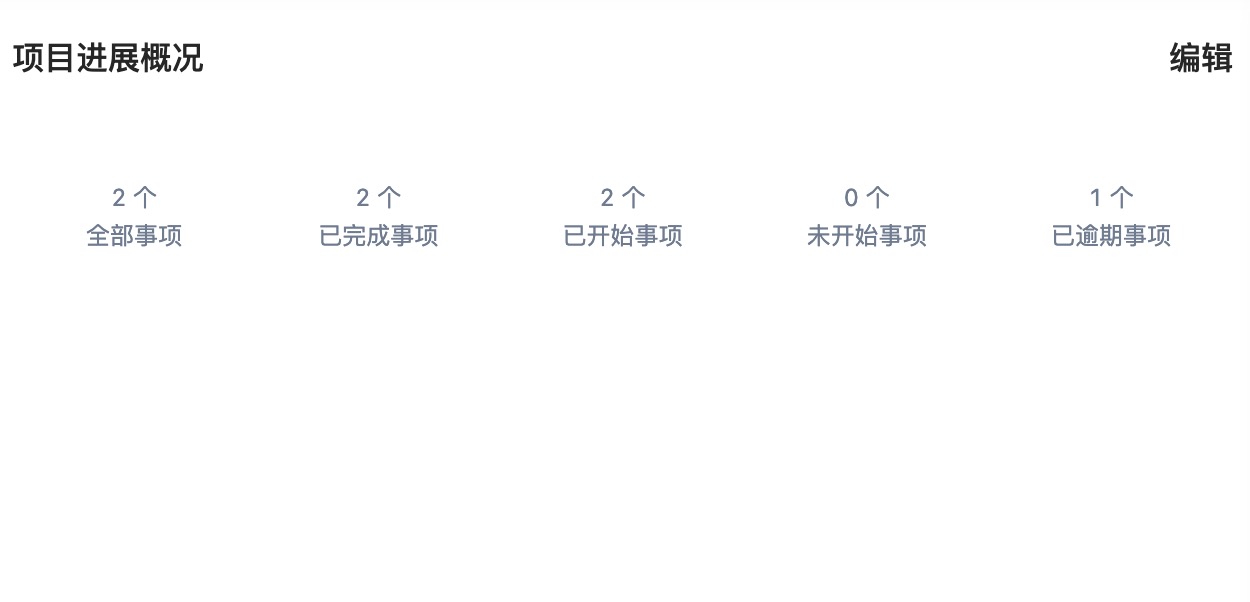 项目进展概况
编辑
2 个
全部事项
2 个
已完成事项
2 个
已开始事项
0 个
未开始事项
1 个
已逾期事项